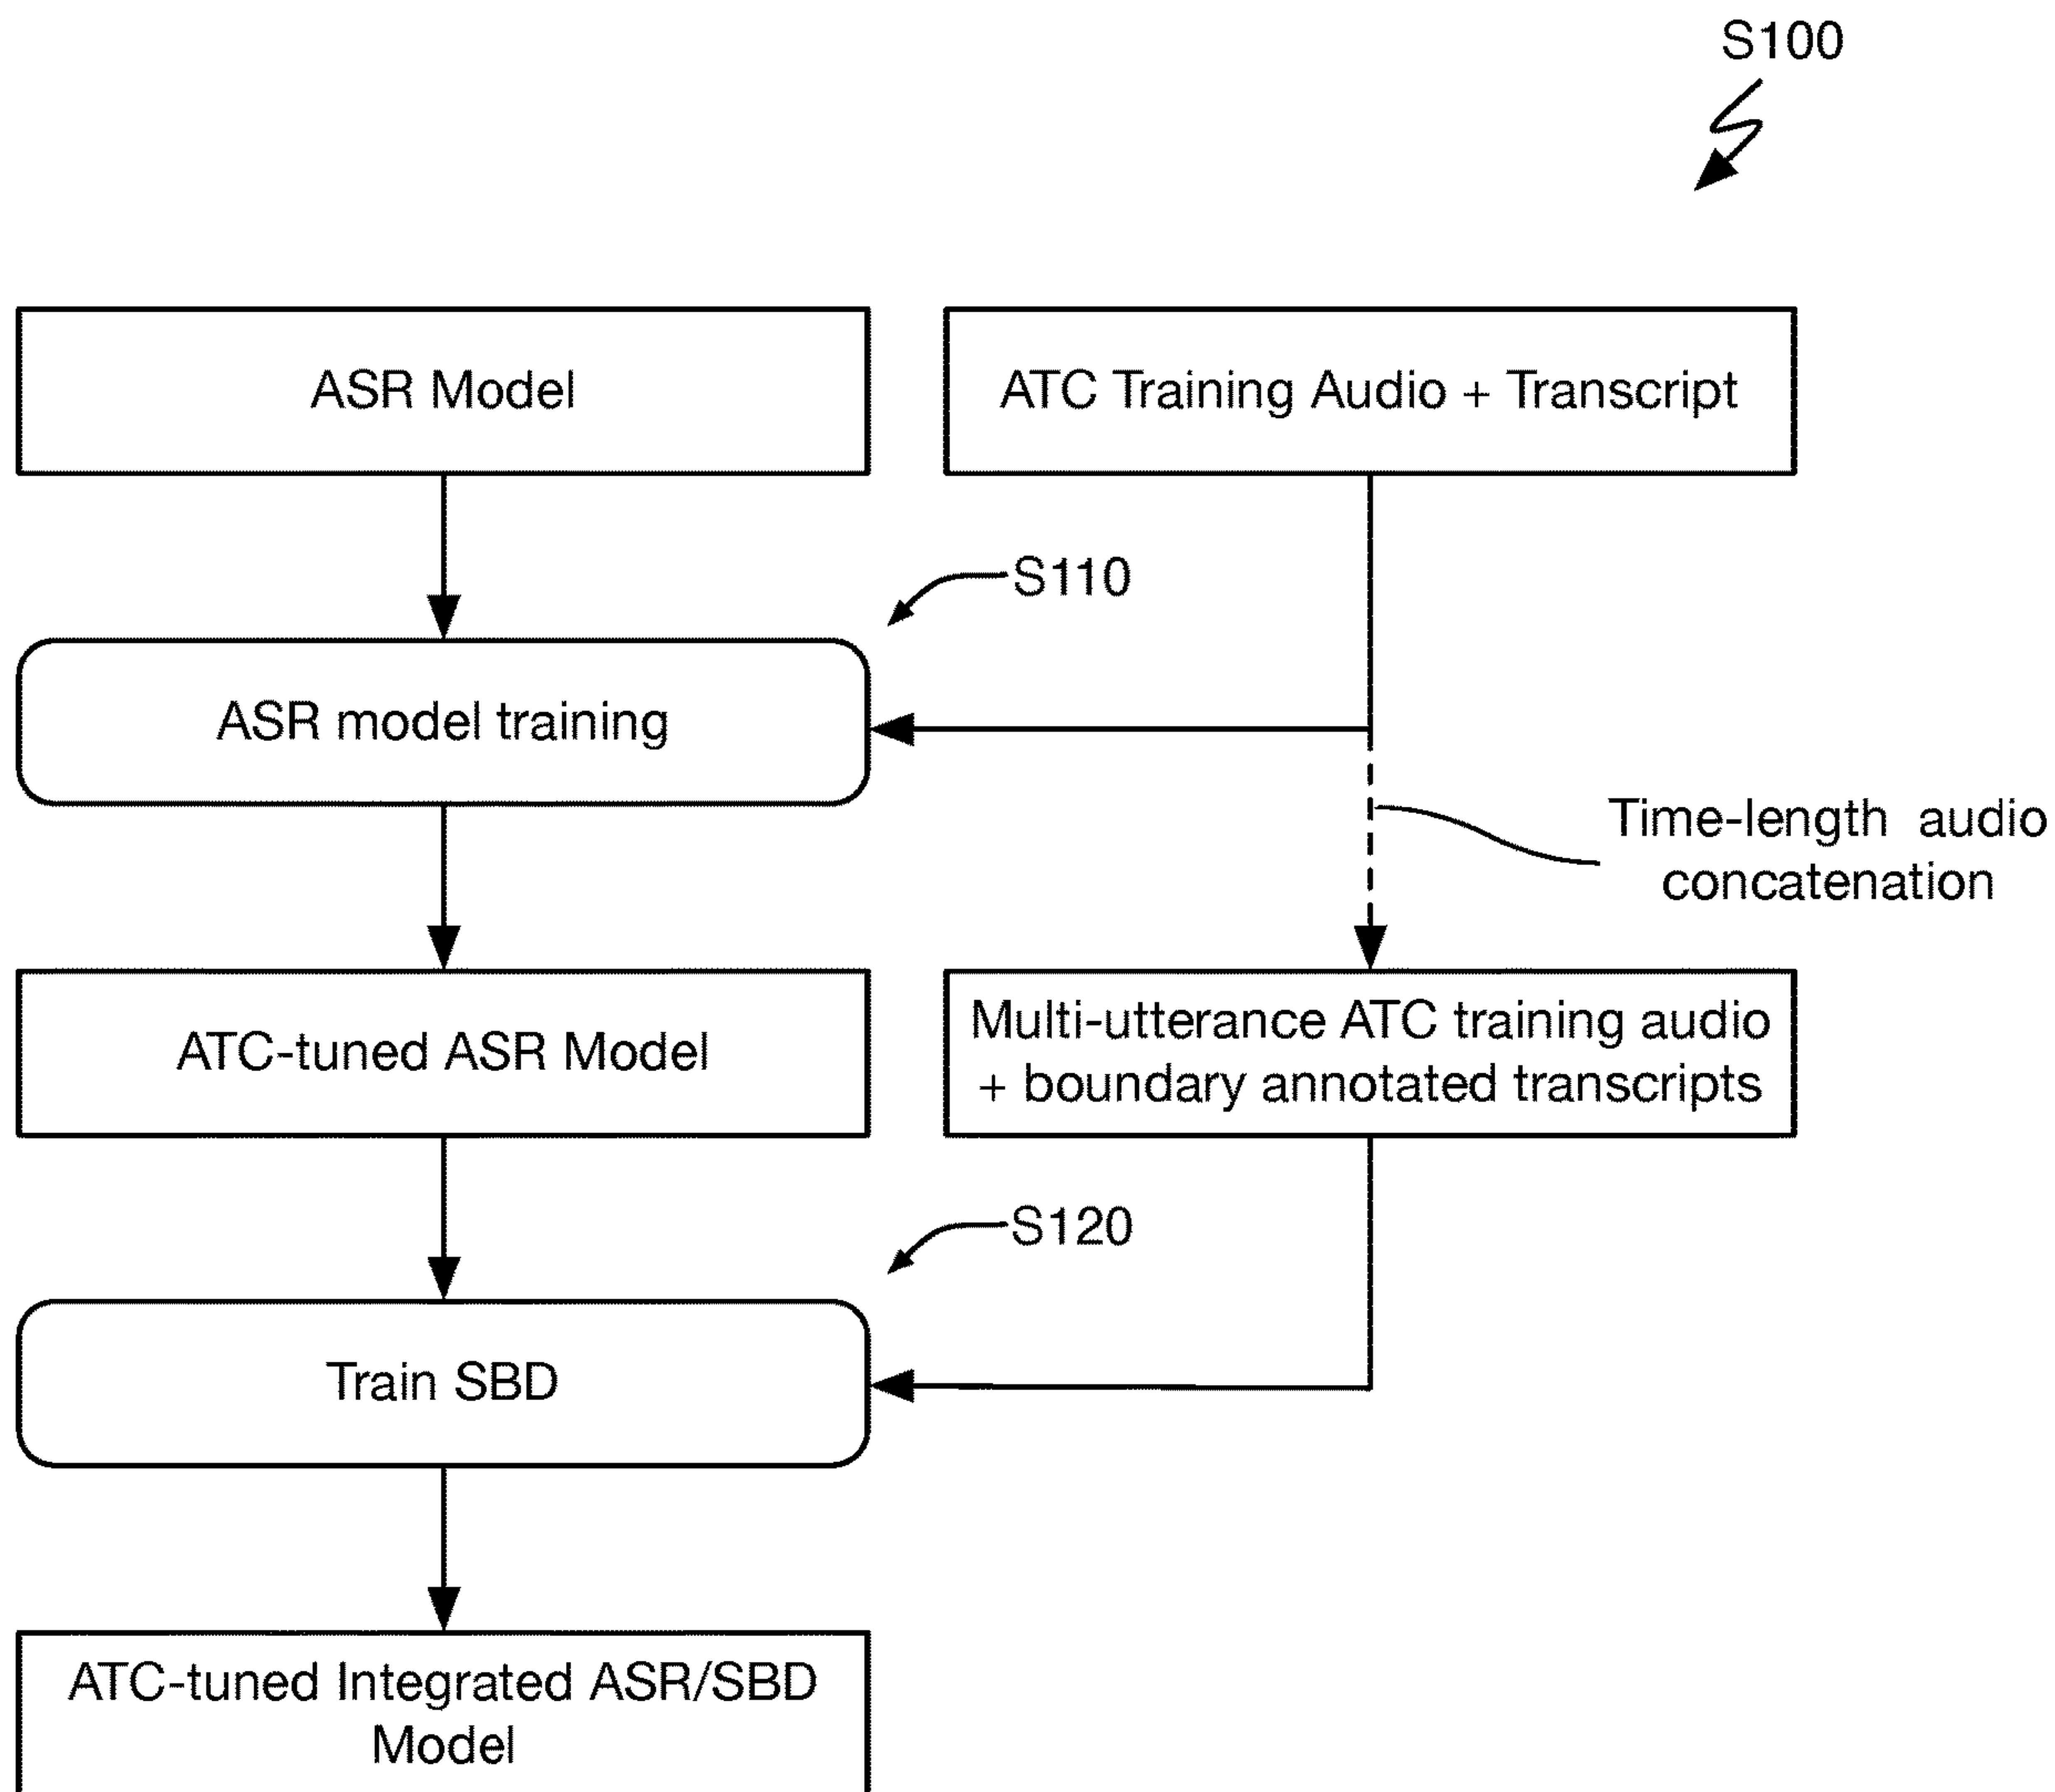 S100
ASR Model
ATC Training Audio + Transcript
S110
ASR model training
Time-length audio
concatenation
ATC-tuned ASR Model
Multi-utterance ATC training audio
+ boundary annotated transcripts
S120
Train SBD
ATC-tuned Integrated ASR/SBD
Model